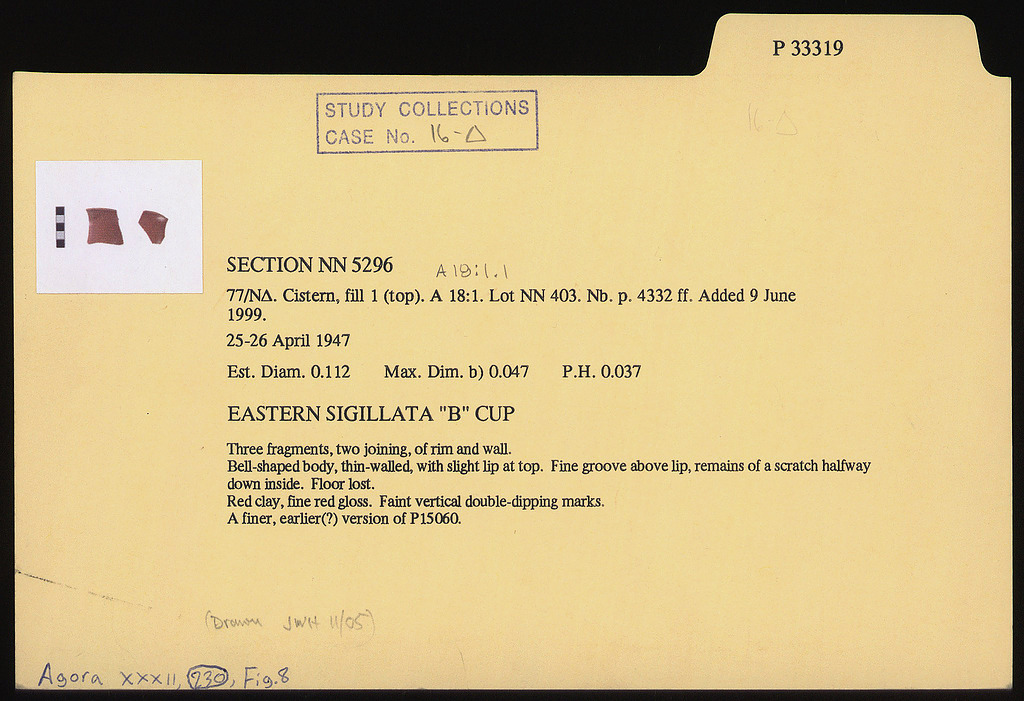 P 33319
STUDY COLLECTIONS
CASE No. 16-Δ
16-Δ
SECTION NN 5296 A 18:1.1
77/NΔ. Cistern, fill 1 (top). A 18:1. Lot NN 403. Nb. p. 4332 ff. Added 9 June
1999.
25-26 April 1947
Est. Diam. 0.112 Max. Dim. b) 0.047 P.H. 0.037
EASTERN SIGILLATA "B" CUP
Three fragments, two joining, of rim and wall.
Bell-shaped body, thin-walled, with slight lip at top. Fine groove above lip, remains of a scratch halfway
down inside. Floor lost.
Red clay, fine red gloss. Faint vertical double-dipping marks.
A finer, earlier(?) version of P15060.
(Drawn JWH 11/05)
Agora XXXII, 230, Fig.8